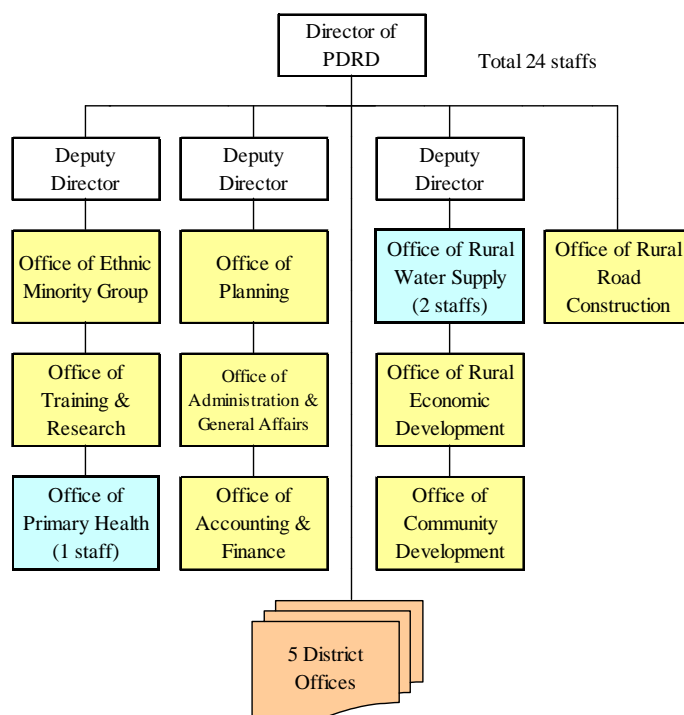 Director of
PDRD
Total 24 staffs
Deputy
Director
Deputy
Director
Deputy
Director
Office of Ethnic
Minority Group
Office of
Planning
Office of Rural
Water Supply
(2 staffs)
Office of Rural
Road
Construction
Office of
Training &
Research
Office of
Administration &
General Affairs
Office of Rural
Economic
Development
Office of
Primary Health
(1 staff)
Office of
Accounting &
Finance
Office of
Community
Development
5 District
Offices